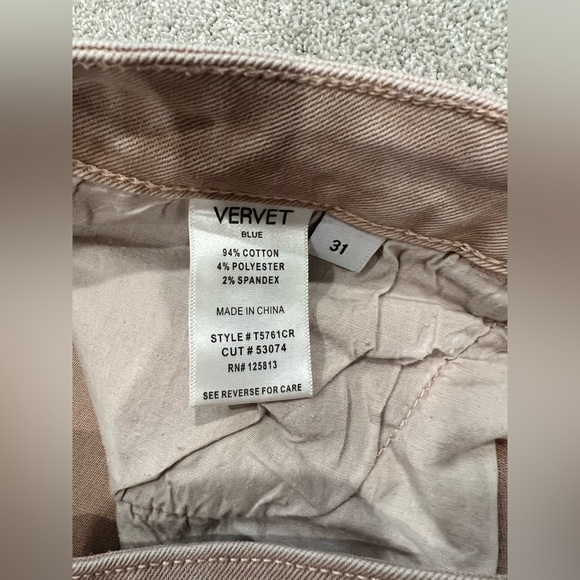 VERVET
BLUE
94% COTTON
4% POLYESTER
2% SPANDEX
MADE IN CHINA
STYLE # T5761CR
CUT # 53074
RN# 125813
SEE REVERSE FOR CARE
31